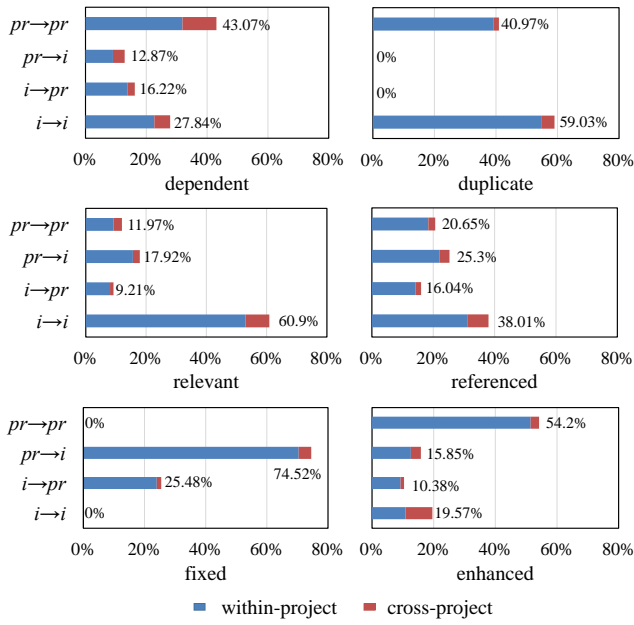 pr→pr 43.07% 40.97%
pr→i 12.87% 0%
i→pr 16.22% 0%
i→i 27.84% 59.03%
0% 20% 40% 60% 80% 0% 20% 40% 60% 80%
dependent duplicate
pr→pr 11.97% 20.65%
pr→i 17.92% 25.3%
i→pr 9.21% 16.04%
i→i 60.9% 38.01%
0% 20% 40% 60% 80% 0% 20% 40% 60% 80%
relevant referenced
pr→pr 0% 54.2%
pr→i 74.52% 15.85%
i→pr 25.48% 10.38%
i→i 0% 19.57%
0% 20% 40% 60% 80% 0% 20% 40% 60% 80%
fixed enhanced
within-project cross-project